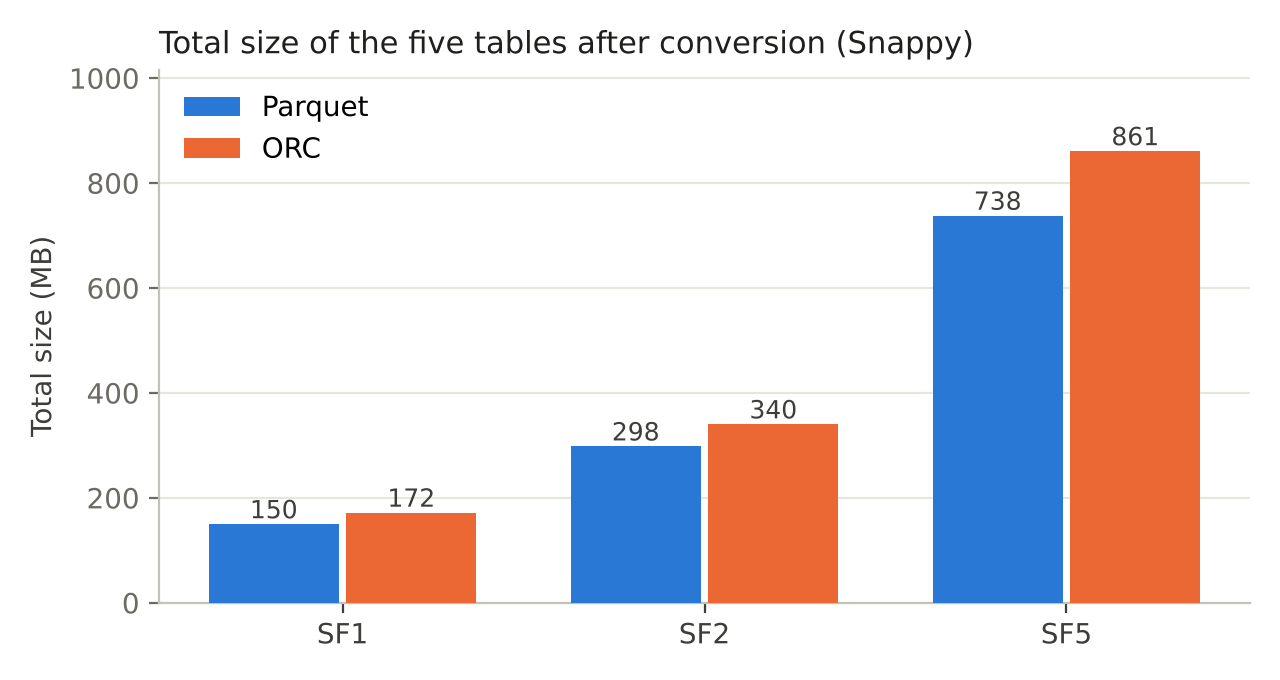 Total size of the five tables after conversion (Snappy)
Parquet
ORC
Total size (MB)
1000
800
600
400
200
0
150
172
298
340
738
861
SF1
SF2
SF5